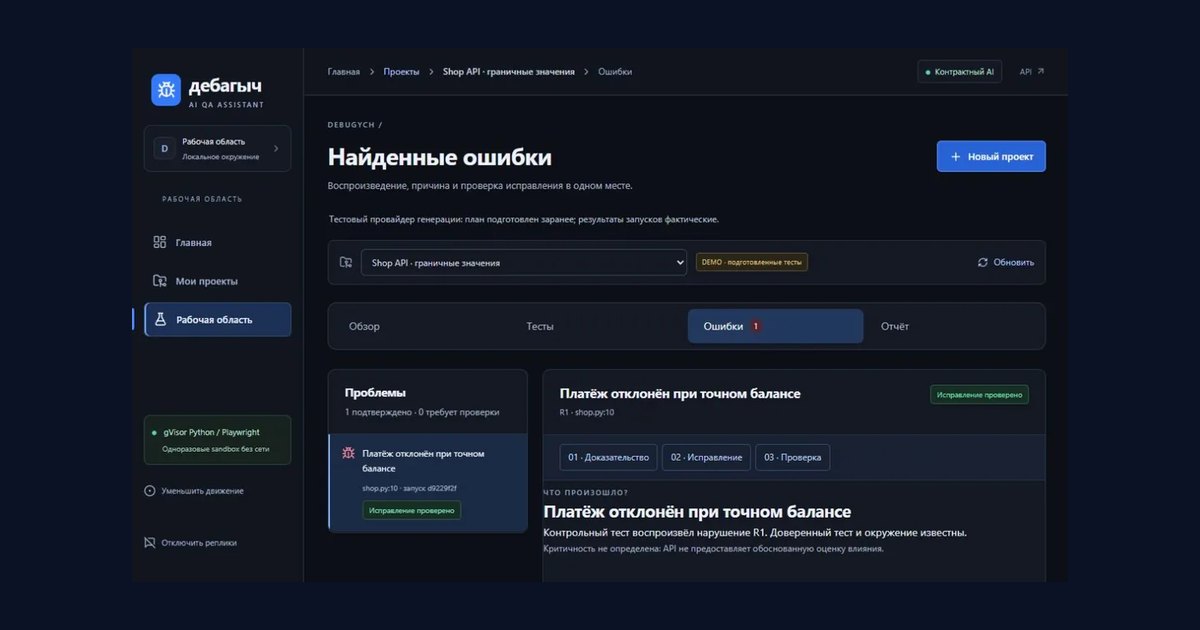 дебагыч
AI QA ASSISTANT
D
Рабочая область
Локальное окружение
РАБОЧАЯ ОБЛАСТЬ
Главная
Мои проекты
Рабочая область
gVisor Python / Playwright
Одноразовые sandbox без сети
Уменьшить движение
Отключить реплики
Главная > Проекты > Shop API · граничные значения > Ошибки
Контрактный AI
API ↗
DEBUGYCH /
Найденные ошибки
+ Новый проект
Воспроизведение, причина и проверка исправления в одном месте.
Тестовый провайдер генерации: план подготовлен заранее; результаты запусков фактические.
Shop API · граничные значения
DEMO · подготовленные тесты
Обновить
Обзор
Тесты
Ошибки 1
Отчёт
Проблемы
1 подтверждено · 0 требует проверки
Платёж отклонён при точном
балансе
shop.py:10 · запуск d9229f2f
Исправление проверено
Платёж отклонён при точном балансе
R1 · shop.py:10
Исправление проверено
01 · Доказательство
02 · Исправление
03 · Проверка
ЧТО ПРОИЗОШЛО?
Платёж отклонён при точном балансе
Контрольный тест воспроизвёл нарушение R1. Доверенный тест и окружение известны.
Критичность не определена: API не предоставляет обоснованную оценку влияния.